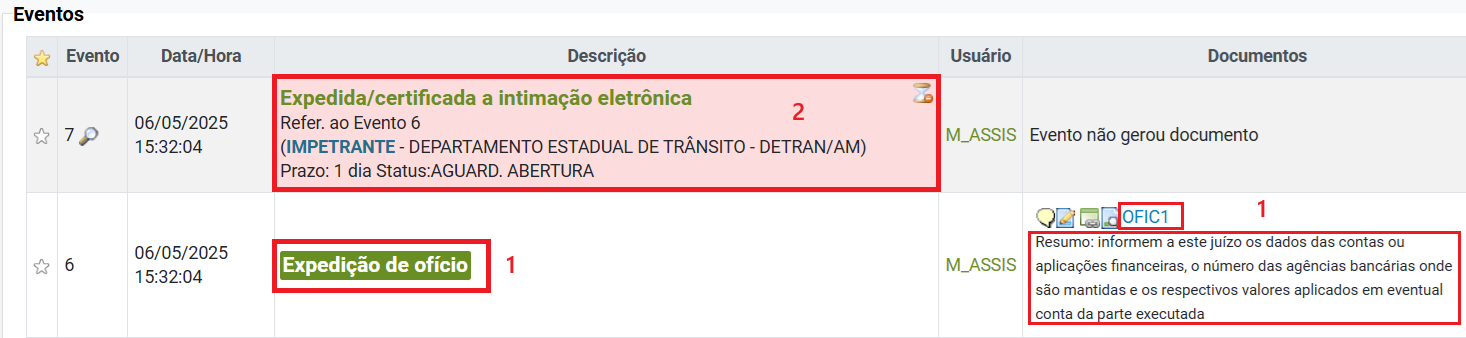 Eventos
Evento Data/Hora Descrição Usuário Documentos
7 06/05/2025 15:32:04
Expedida/certificada a intimação eletrônica
2
Refer. ao Evento 6
(IMPETRANTE - DEPARTAMENTO ESTADUAL DE TRÂNSITO - DETRAN/AM)
Prazo: 1 dia Status:AGUARD. ABERTURA
M_ASSIS
Evento não gerou documento
6 06/05/2025 15:32:04
Expedição de ofício
1
M_ASSIS
OFIC1
1
Resumo: informem a este juízo os dados das contas ou
aplicações financeiras, o número das agências bancárias onde
são mantidas e os respectivos valores aplicados em eventual
conta da parte executada